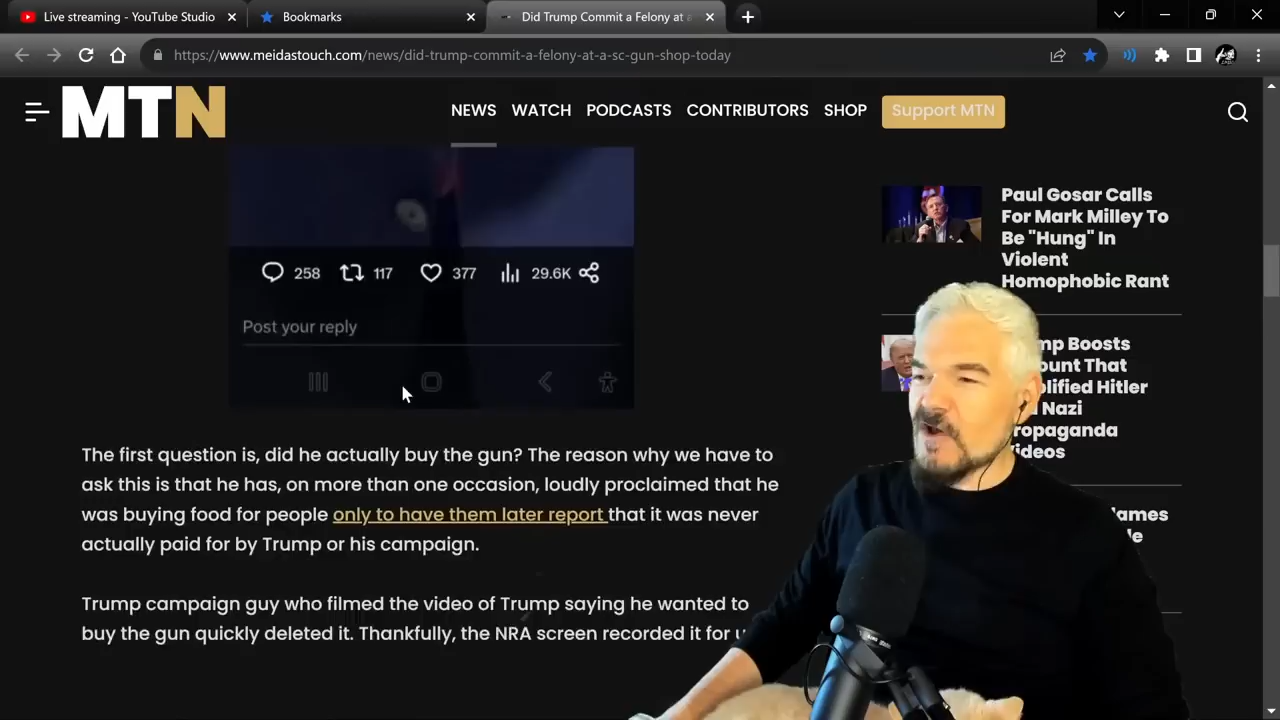 Live streaming - YouTube Studio
Bookmarks
Did Trump Commit a Felony at a
https://www.meidastouch.com/news/did-trump-commit-a-felony-at-a-sc-gun-shop-today
MTN
NEWS
WATCH
PODCASTS
CONTRIBUTORS
SHOP
Support MTN
258
117
377
29.6K
Post your reply
The first question is, did he actually buy the gun? The reason why we have to
ask this is that he has, on more than one occasion, loudly proclaimed that he
was buying food for people only to have them later report that it was never
actually paid for by Trump or his campaign.
Trump campaign guy who filmed the video of Trump saying he wanted to
buy the gun quickly deleted it. Thankfully, the NRA screen recorded it for
Paul Gosar Calls
For Mark Milley To
Be "Hung" In
Violent
Homophobic Rant
Boosts
That
Hitler
Nazi